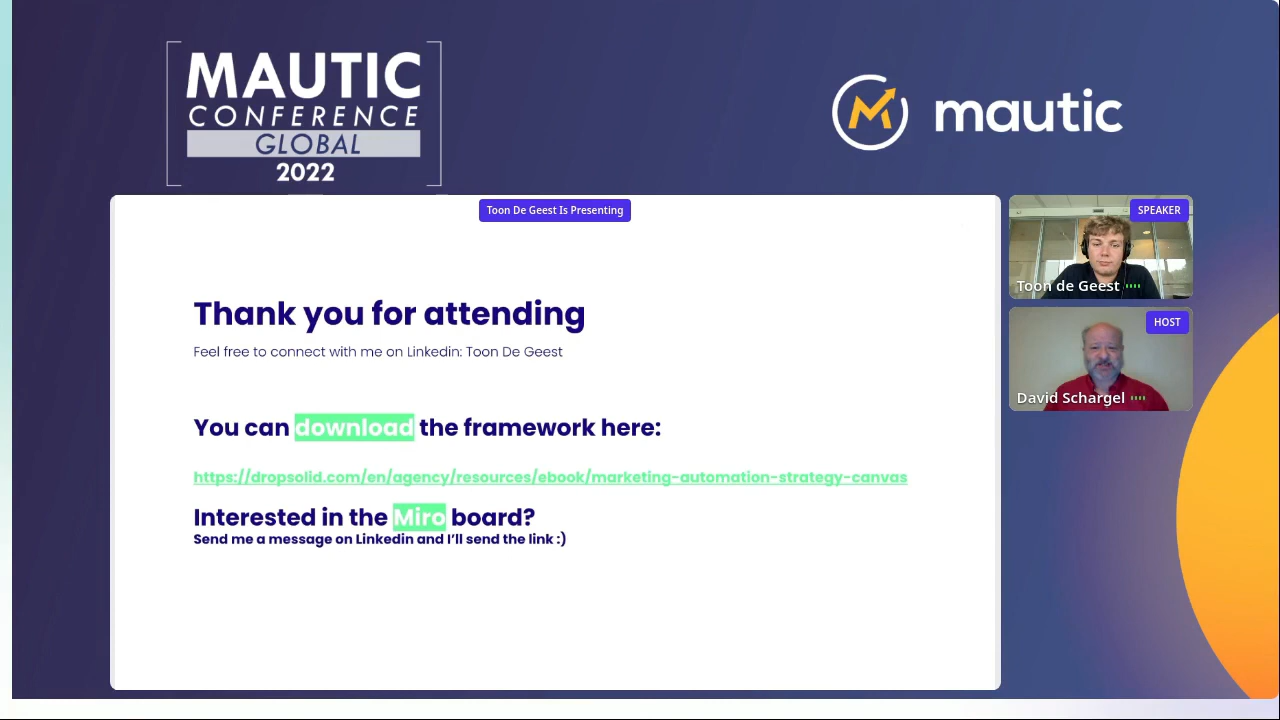 MAUTIC
CONFERENCE
GLOBAL
2022
mautic
Toon De Geest Is Presenting
Thank you for attending
Feel free to connect with me on Linkedin: Toon De Geest
You can download the framework here:
https://dropsolid.com/en/agency/resources/ebook/marketing-automation-strategy-canvas
Interested in the Miro board?
Send me a message on Linkedin and I'll send the link :)
SPEAKER
Toon de Geest
HOST
David Schargel